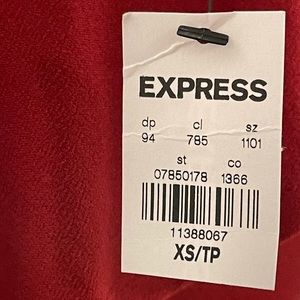 EXPRESS
dp cl sz
94 785 1101
st co
07850178 1366
11388067
XS/TP